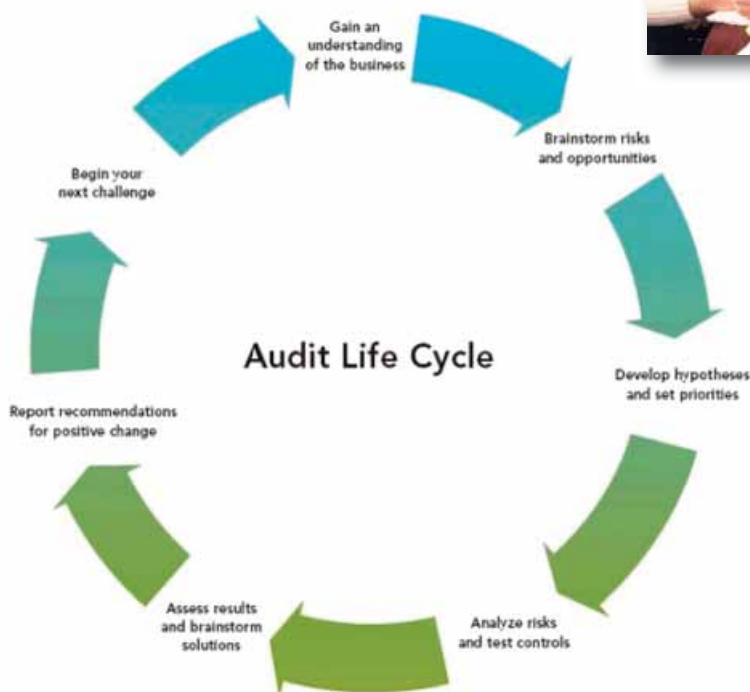 Gain an
understanding
of the business
Brainstorm risks
and opportunities
Develop hypotheses
and set priorities
Analyze risks
and test controls
Assess results
and brainstorm
solutions
Report recommendations
for positive change
Begin your
next challenge
Audit Life Cycle